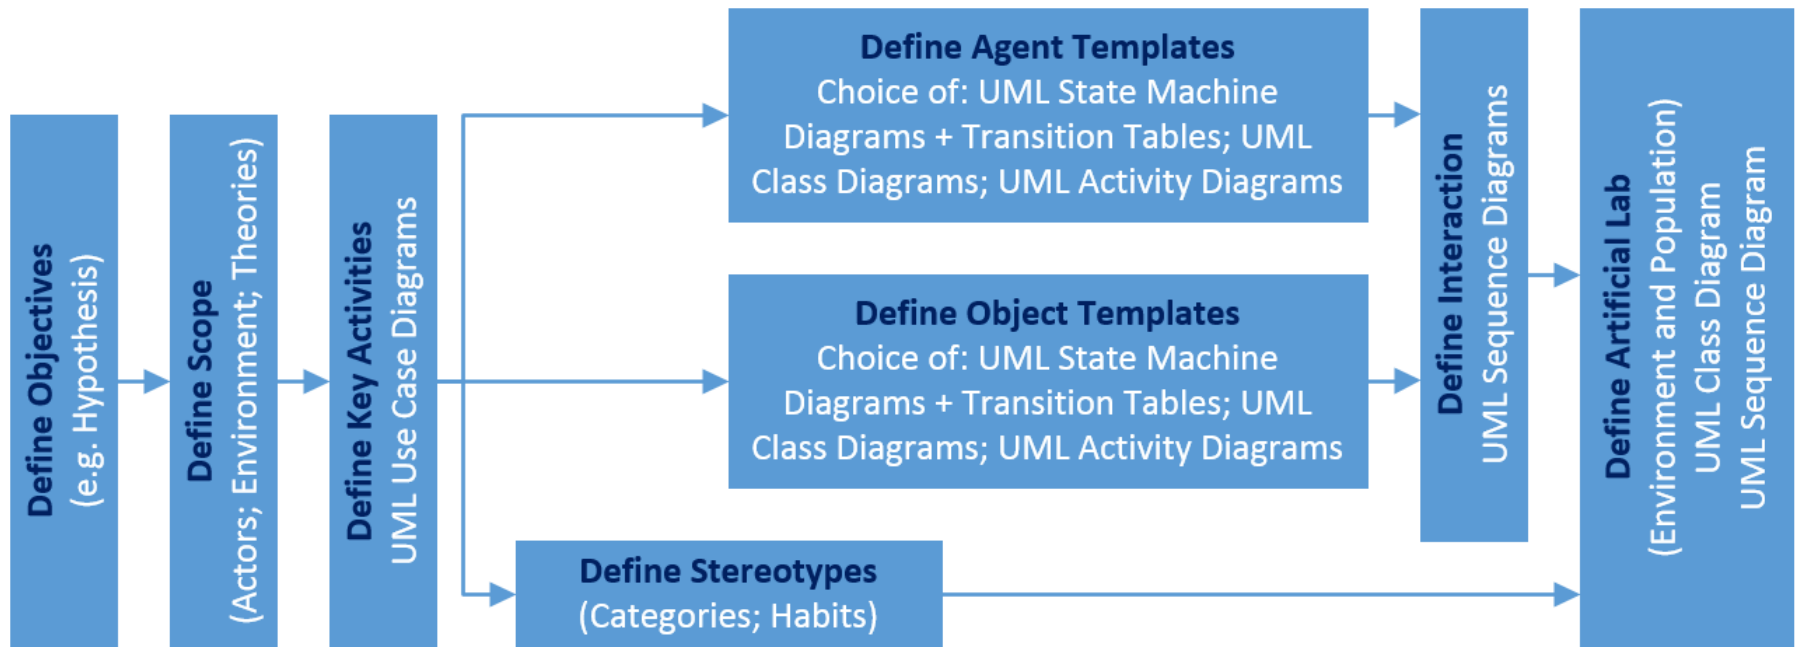 Define Objectives
(e.g. Hypothesis)
Define Scope
(Actors; Environment; Theories)
Define Key Activities
UML Use Case Diagrams
Define Agent Templates
Choice of: UML State Machine
Diagrams + Transition Tables; UML
Class Diagrams; UML Activity Diagrams
Define Object Templates
Choice of: UML State Machine
Diagrams + Transition Tables; UML
Class Diagrams; UML Activity Diagrams
Define Stereotypes
(Categories; Habits)
Define Interaction
UML Sequence Diagrams
Define Artificial Lab
(Environment and Population)
UML Class Diagram
UML Sequence Diagram